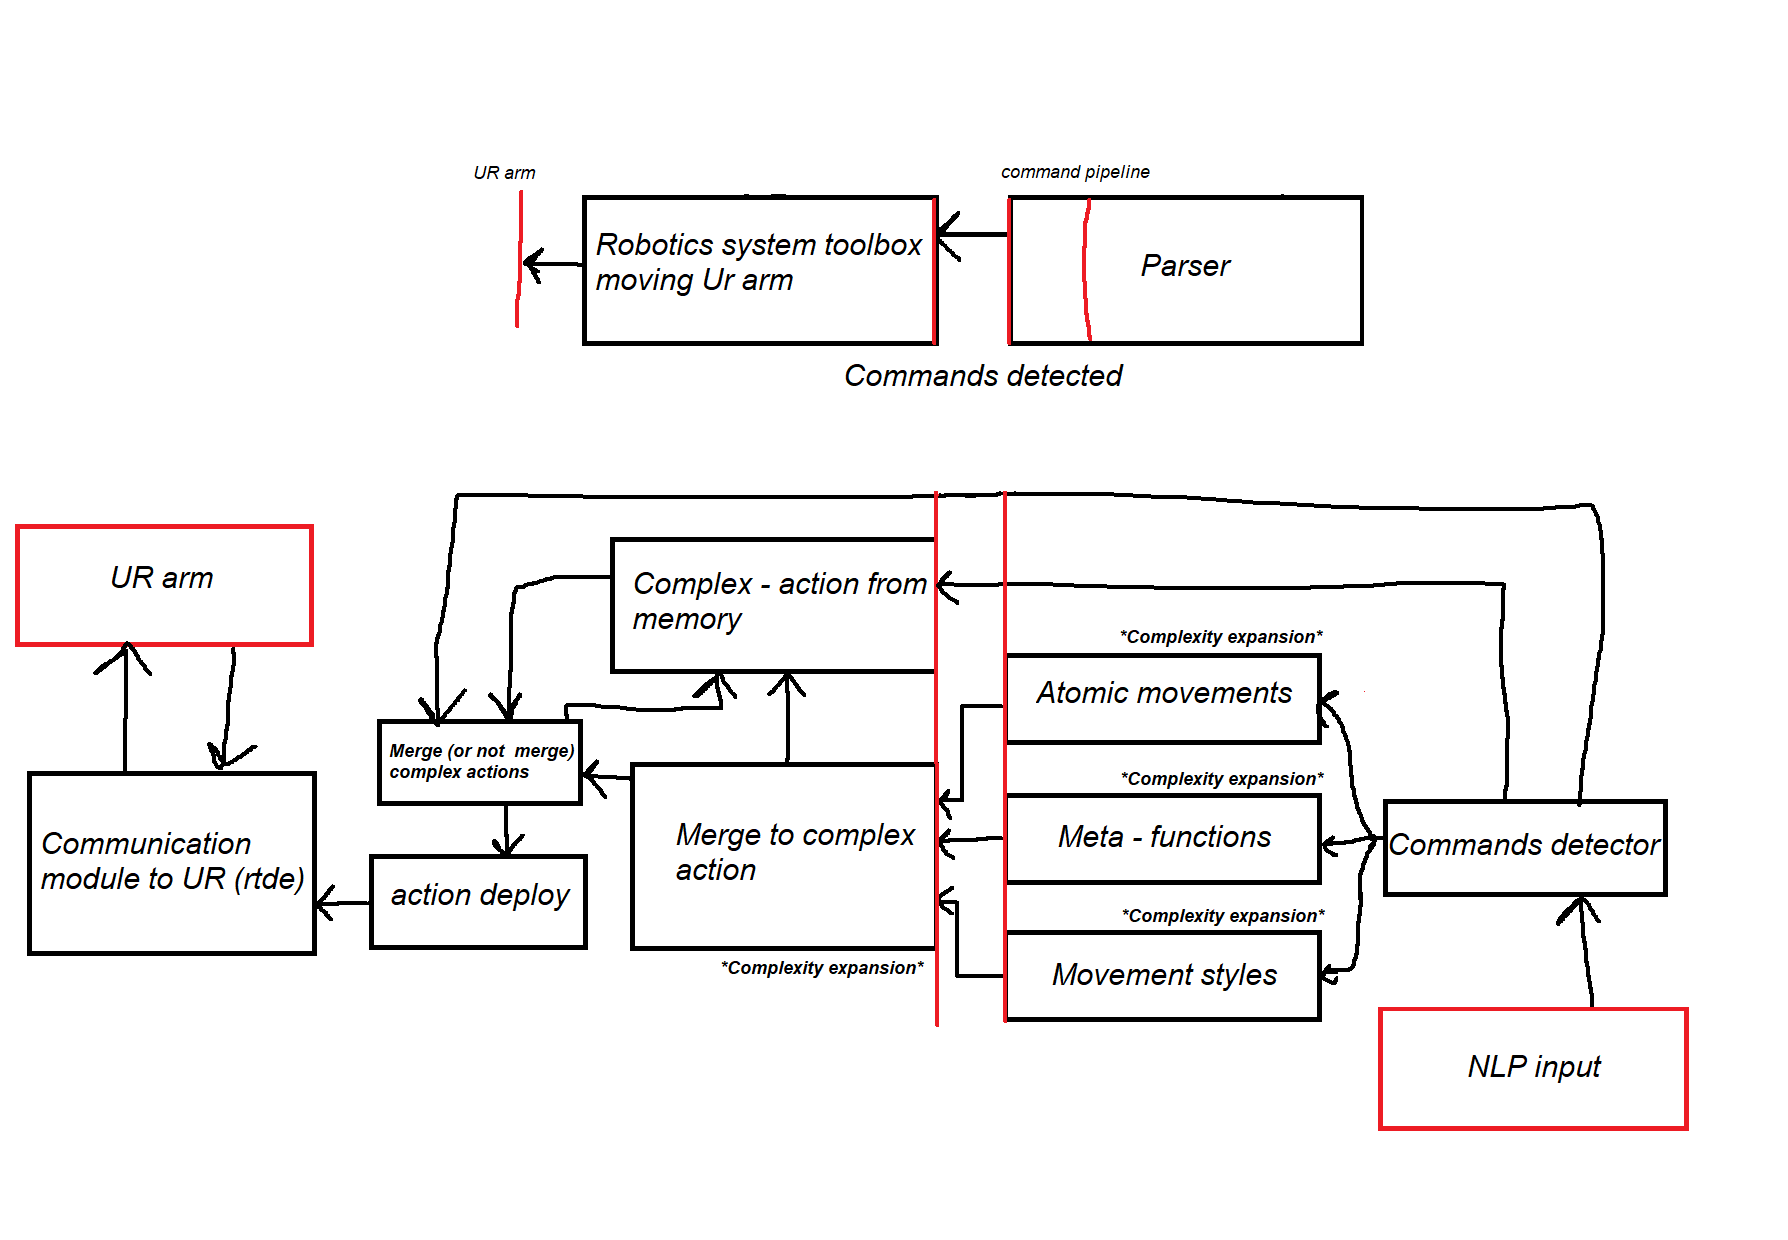 UR arm
command pipeline
Robotics system toolbox
moving Ur arm
Parser
Commands detected
UR arm
Complex - action from
memory
*Complexity expansion*
Atomic movements
Merge (or not merge)
complex actions
*Complexity expansion*
Communication
module to UR (rtde)
action deploy
Merge to complex
action
Meta - functions
Commands detector
*Complexity expansion*
Movement styles
*Complexity expansion*
NLP input